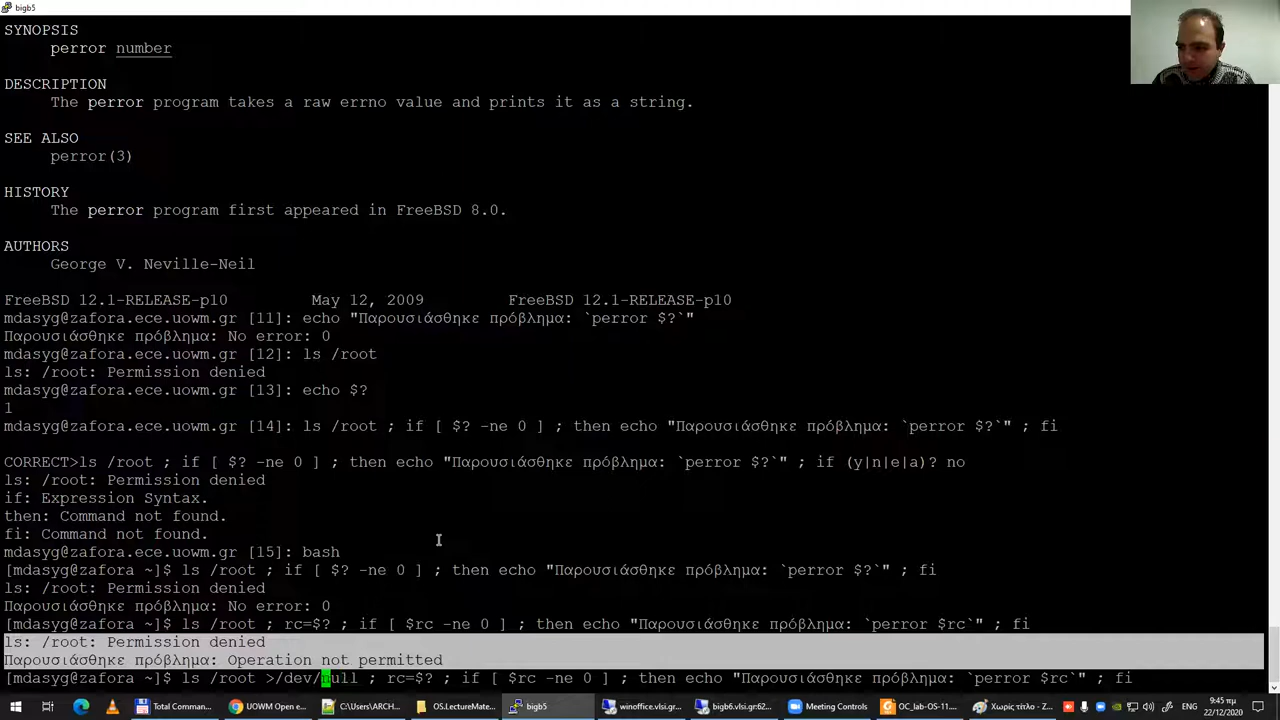 bigb5
SYNOPSIS
perror number
DESCRIPTION
The perror program takes a raw errno value and prints it as a string.
SEE ALSO
perror(3)
HISTORY
The perror program first appeared in FreeBSD 8.0.
AUTHORS
George V. Neville-Neil
FreeBSD 12.1-RELEASE-p10 May 12, 2009 FreeBSD 12.1-RELEASE-p10
mdasyg@zafora.ece.uowm.gr [11]: echo "Παρουσιάσθηκε πρόβλημα: `perror $?`"
Παρουσιάσθηκε πρόβλημα: No error: 0
mdasyg@zafora.ece.uowm.gr [12]: ls /root
ls: /root: Permission denied
mdasyg@zafora.ece.uowm.gr [13]: echo $?
1
mdasyg@zafora.ece.uowm.gr [14]: ls /root ; if [ $? -ne 0 ] ; then echo "Παρουσιάσθηκε πρόβλημα: `perror $?`" ; fi
CORRECT>ls /root ; if [ $? -ne 0 ] ; then echo "Παρουσιάσθηκε πρόβλημα: `perror $?`" ; if (y|n|e|a)? no
ls: /root: Permission denied
if: Expression Syntax.
then: Command not found.
fi: Command not found.
mdasyg@zafora.ece.uowm.gr [15]: bash
[mdasyg@zafora ~]$ ls /root ; if [ $? -ne 0 ] ; then echo "Παρουσιάσθηκε πρόβλημα: `perror $?`" ; fi
ls: /root: Permission denied
Παρουσιάσθηκε πρόβλημα: No error: 0
[mdasyg@zafora ~]$ ls /root ; rc=$? ; if [ $rc -ne 0 ] ; then echo "Παρουσιάσθηκε πρόβλημα: `perror $rc`" ; fi
ls: /root: Permission denied
Παρουσιάσθηκε πρόβλημα: Operation not permitted
[mdasyg@zafora ~]$ ls /root >/dev/null ; rc=$? ; if [ $rc -ne 0 ] ; then echo "Παρουσιάσθηκε πρόβλημα: `perror $rc`" ; fi
Total Comman... UOWM Open e... C:\Users\ARCH... OS.LectureMate... bigb5 winoffice.vlsi.gr... bigb6.vlsi.gr:62... Meeting Controls OC_lab-OS-11... Χωρίς τίτλο - Ζ... ENG 9:45 πμ
22/12/2020